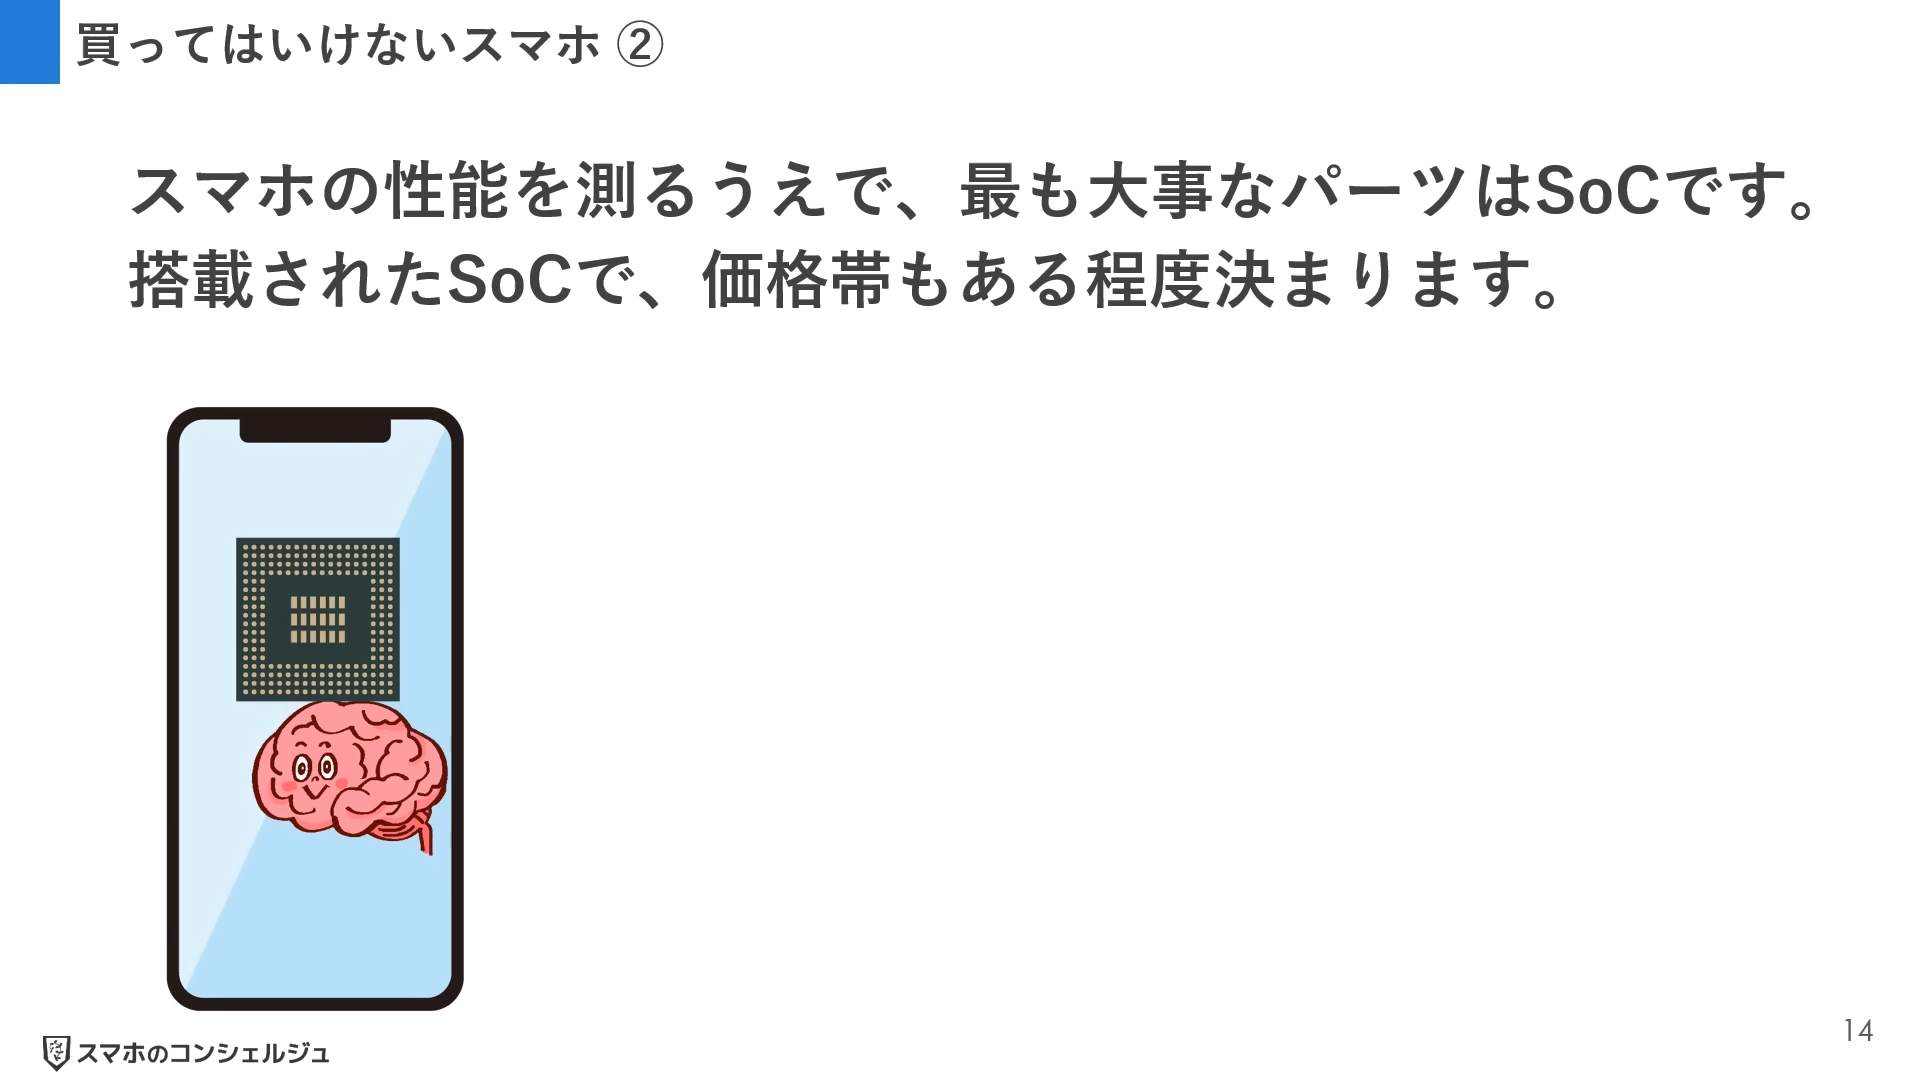 買ってはいけないスマホ ②
スマホの性能を測るうえで、最も大事なパーツはSoCです。
搭載されたSoCで、価格帯もある程度決まります。
スマホのコンシェルジュ
14